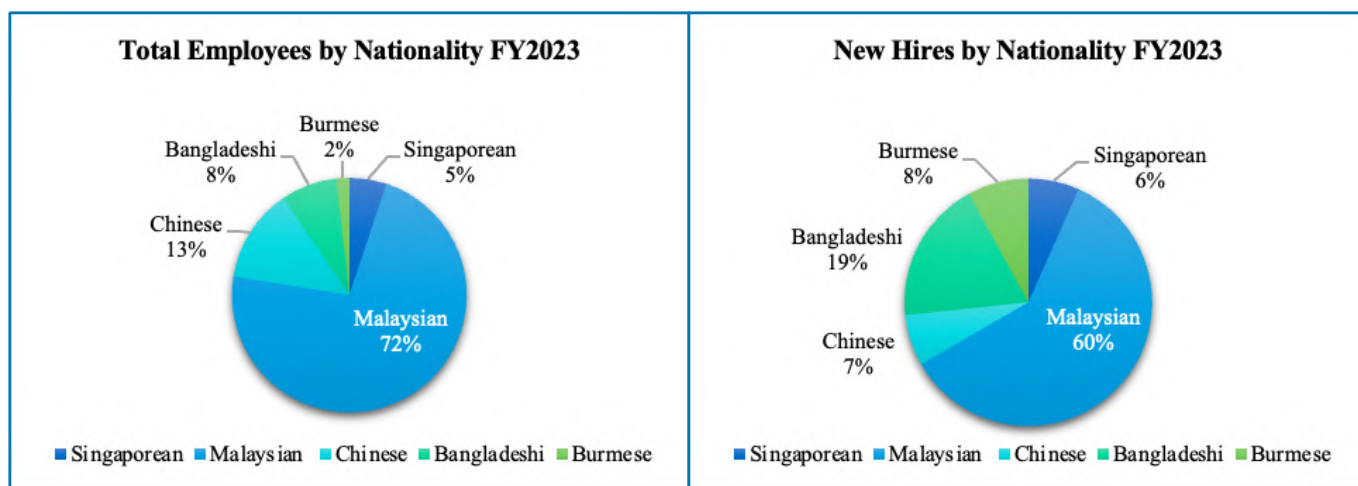 Total Employees by Nationality FY2023
Burmese
2%
Singaporean
5%
Bangladeshi
8%
Chinese
13%
Malaysian
72%
Singaporean Malaysian Chinese Bangladeshi Burmese
New Hires by Nationality FY2023
Burmese
8%
Singaporean
6%
Bangladeshi
19%
Malaysian
60%
Chinese
7%
Singaporean Malaysian Chinese Bangladeshi Burmese